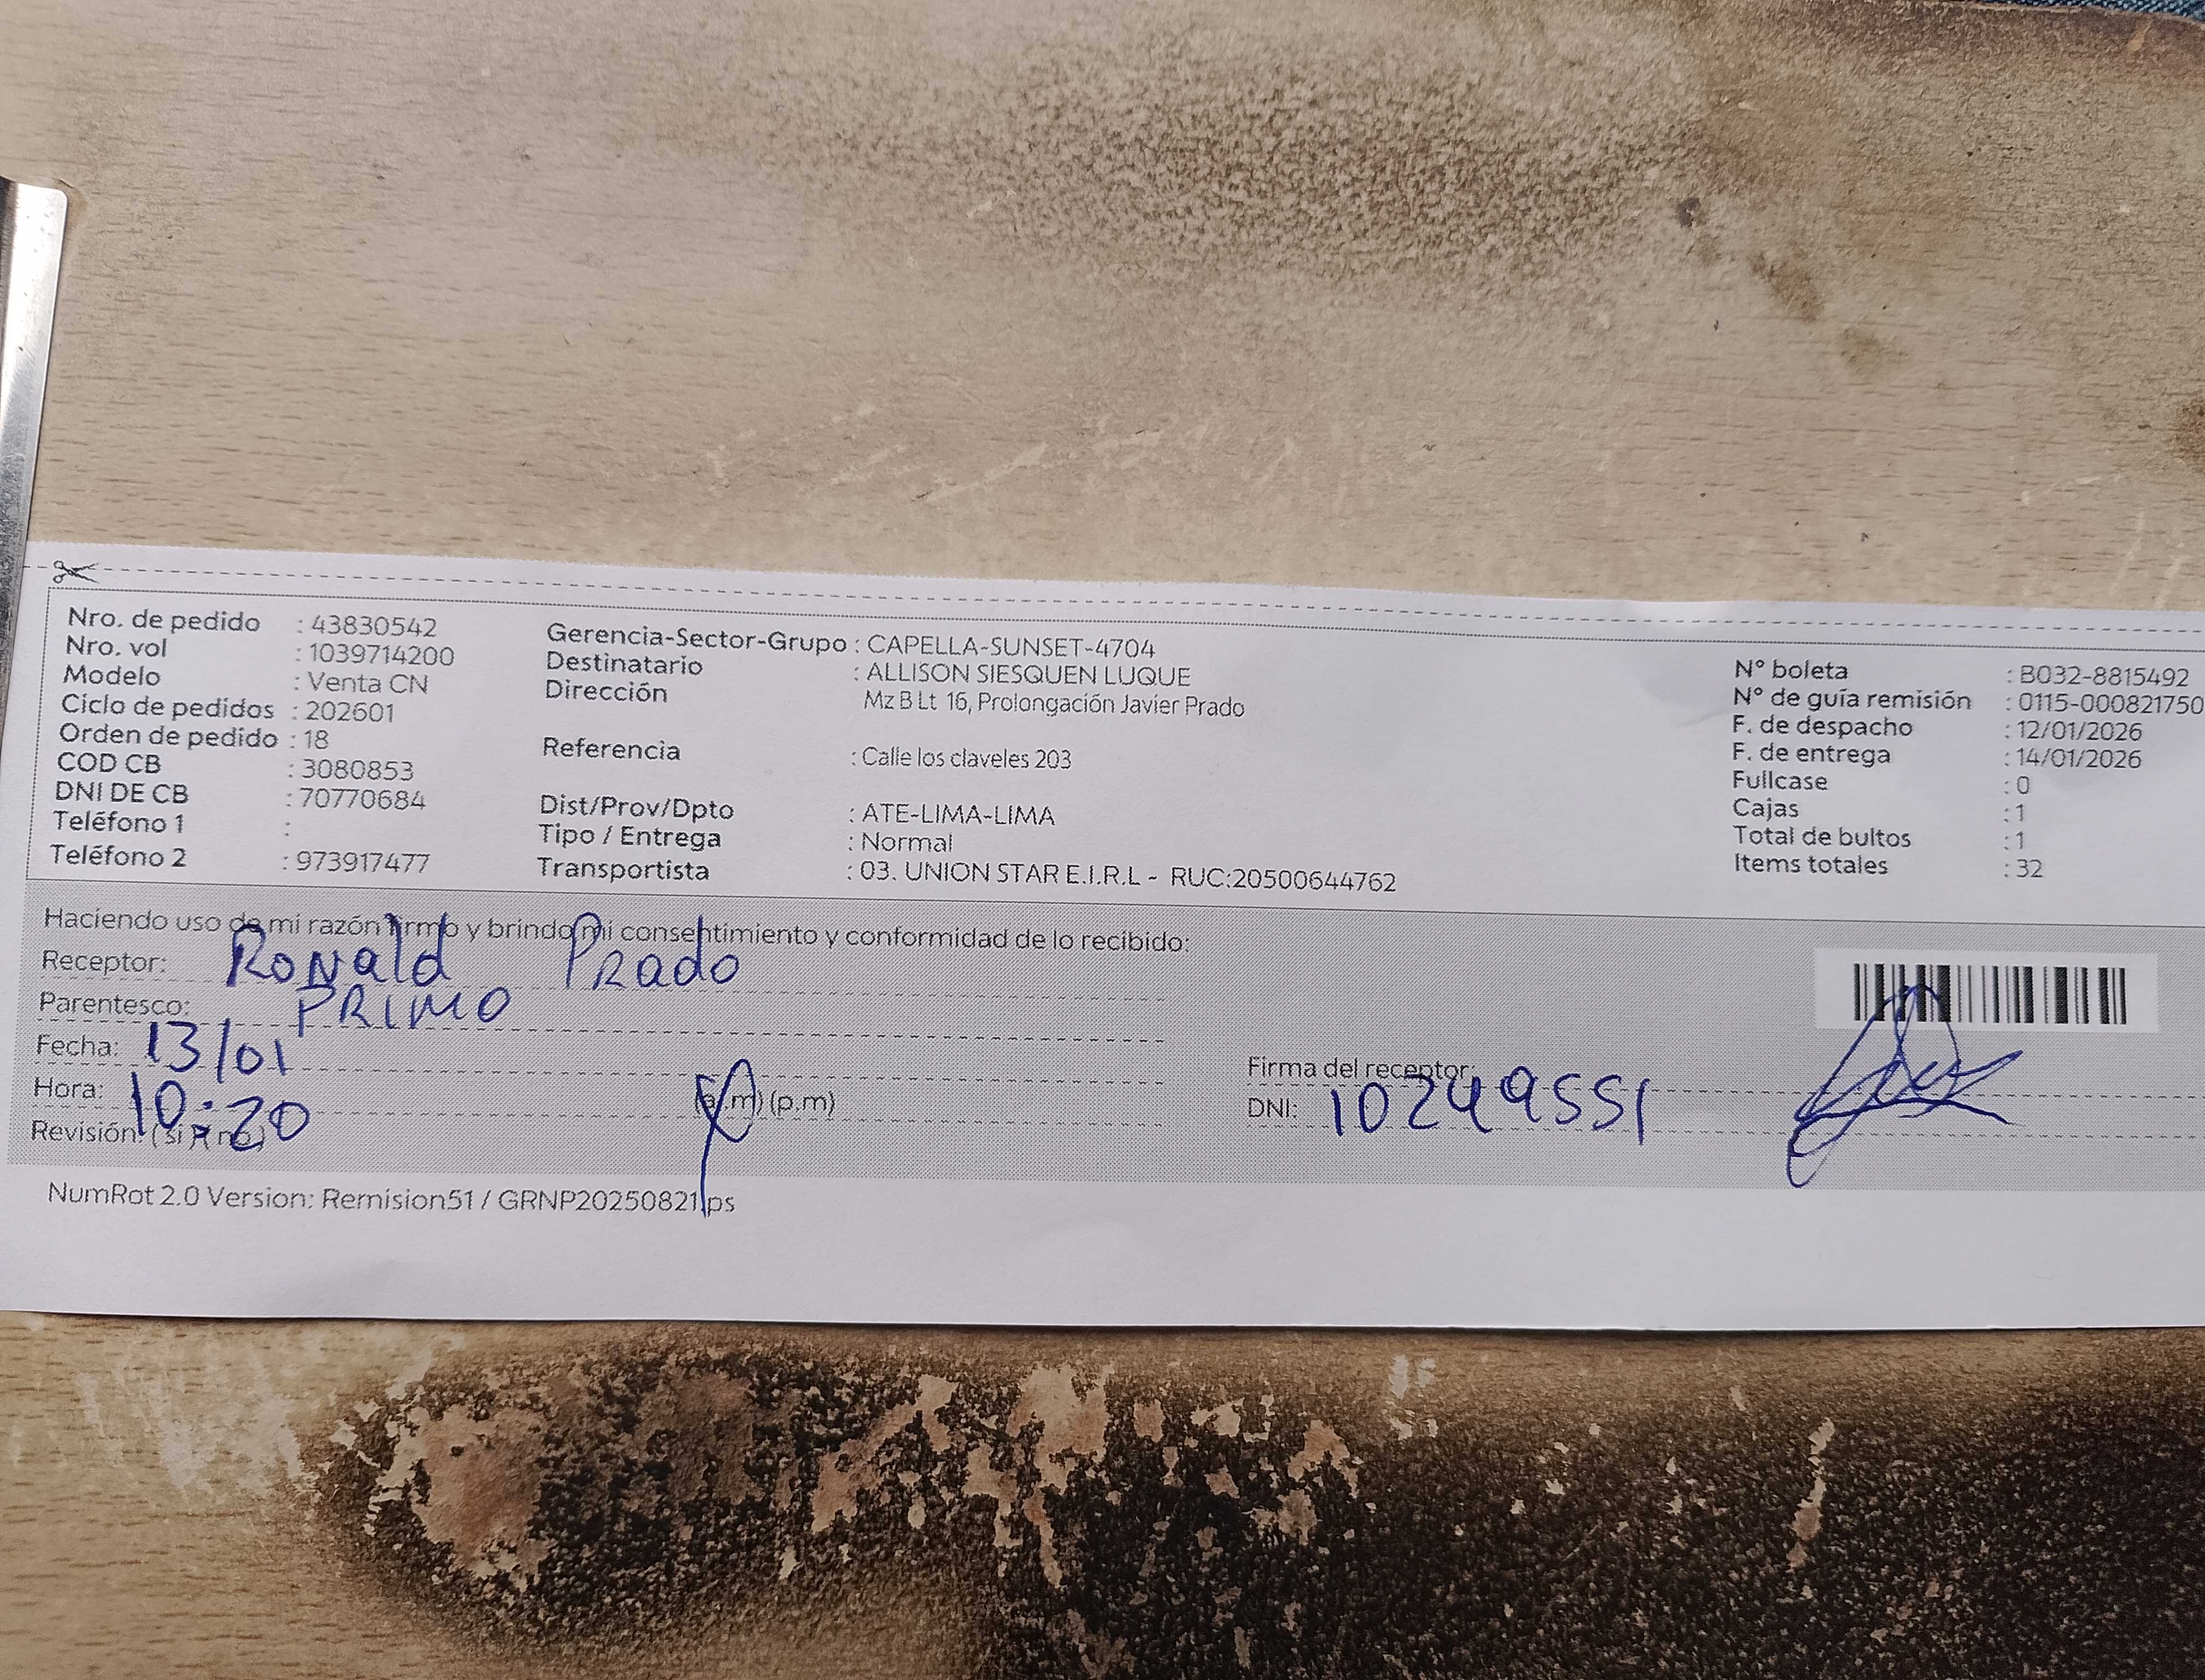 Nro. de pedido : 43830542
Nro. vol : 1039714200
Modelo : Venta CN
Ciclo de pedidos : 202601
Orden de pedido : 18
COD CB : 3080853
DNI DE CB : 70770684
Teléfono 1 :
Teléfono 2 : 973917477
Gerencia-Sector-Grupo : CAPELLA-SUNSET-4704
Destinatario : ALLISON SIESQUEN LUQUE
Dirección Mz B Lt 16, Prolongación Javier Prado
Referencia : Calle los claveles 203
Dist/Prov/Dpto : ATE-LIMA-LIMA
Tipo / Entrega : Normal
Transportista : 03. UNION STAR E.I.R.L - RUC:20500644762
N° boleta : B032-8815492
N° de guía remisión : 0115-000821750
F. de despacho : 12/01/2026
F. de entrega : 14/01/2026
Fullcase : 0
Cajas : 1
Total de bultos : 1
Items totales : 32
Haciendo uso de mi razón firmo y brindo mi consentimiento y conformidad de lo recibido:
Receptor: Ronald Prado
Parentesco: PRIMO
Fecha: 13/01
Hora: 10:20 (a.m) (p.m)
Revisión: ( si ) ( no )
Firma del receptor:
DNI: 10249551
NumRot 2.0 Version: Remision51 / GRNP20250821.ps